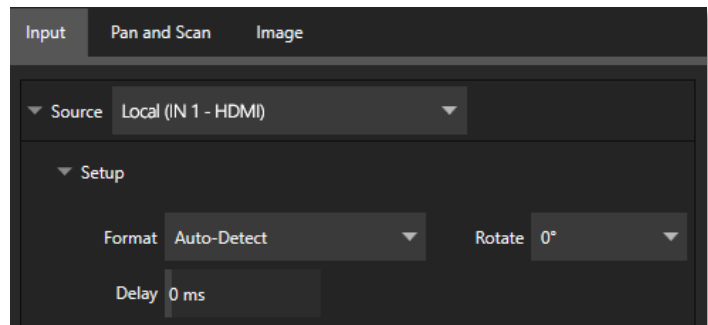 Input Pan and Scan Image
Source Local (IN 1 - HDMI)
Setup
Format Auto-Detect Rotate 0°
Delay 0 ms